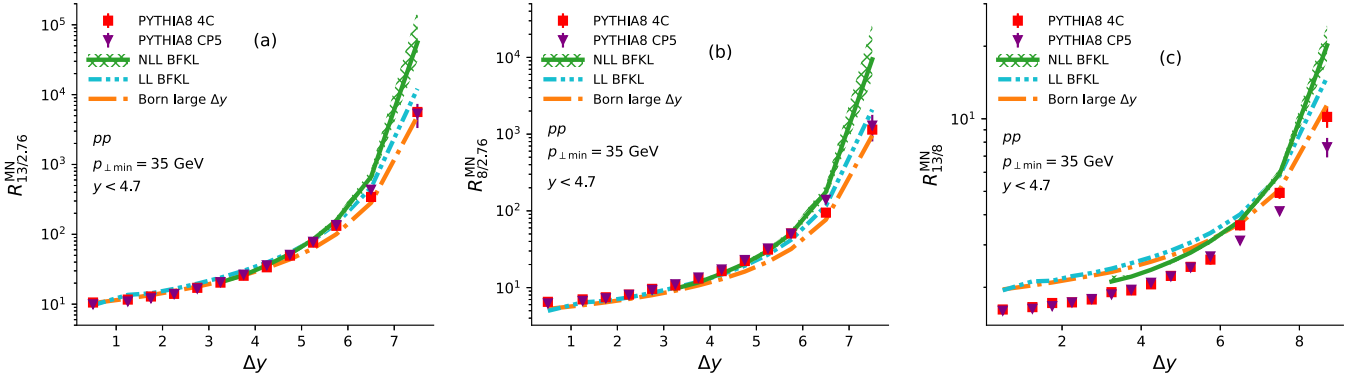 PYTHIA8 4C
PYTHIA8 CP5
NLL BFKL
LL BFKL
Born large Δy
(a)
pp
p⊥min = 35 GeV
y < 4.7
10^5
10^4
10^3
10^2
10^1
R^MN_13/2.76
1 2 3 4 5 6 7
Δy
PYTHIA8 4C
PYTHIA8 CP5
NLL BFKL
LL BFKL
Born large Δy
(b)
pp
p⊥min = 35 GeV
y < 4.7
10^4
10^3
10^2
10^1
R^MN_8/2.76
1 2 3 4 5 6 7
Δy
PYTHIA8 4C
PYTHIA8 CP5
NLL BFKL
LL BFKL
Born large Δy
(c)
pp
p⊥min = 35 GeV
y < 4.7
10^1
R^MN_13/8
2 4 6 8
Δy